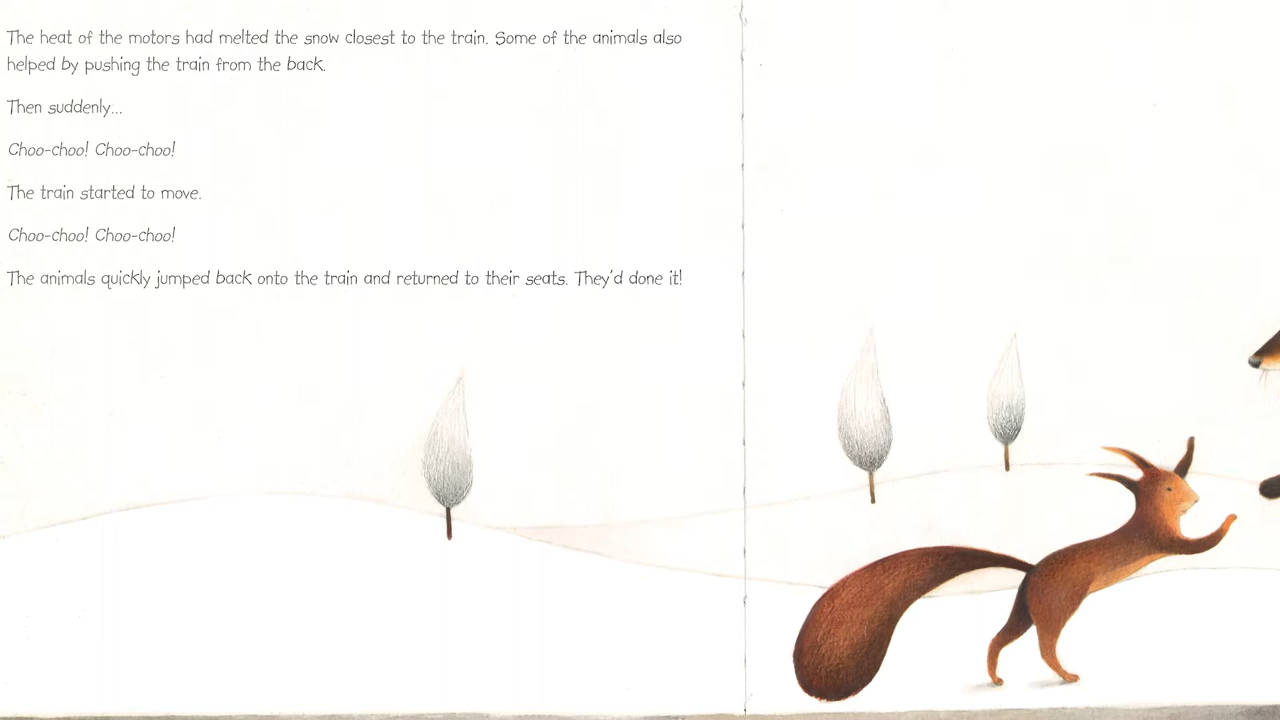 The heat of the motors had melted the snow closest to the train. Some of the animals also
helped by pushing the train from the back.
Then suddenly...
Choo-choo! Choo-choo!
The train started to move.
Choo-choo! Choo-choo!
The animals quickly jumped back onto the train and returned to their seats. They'd done it!